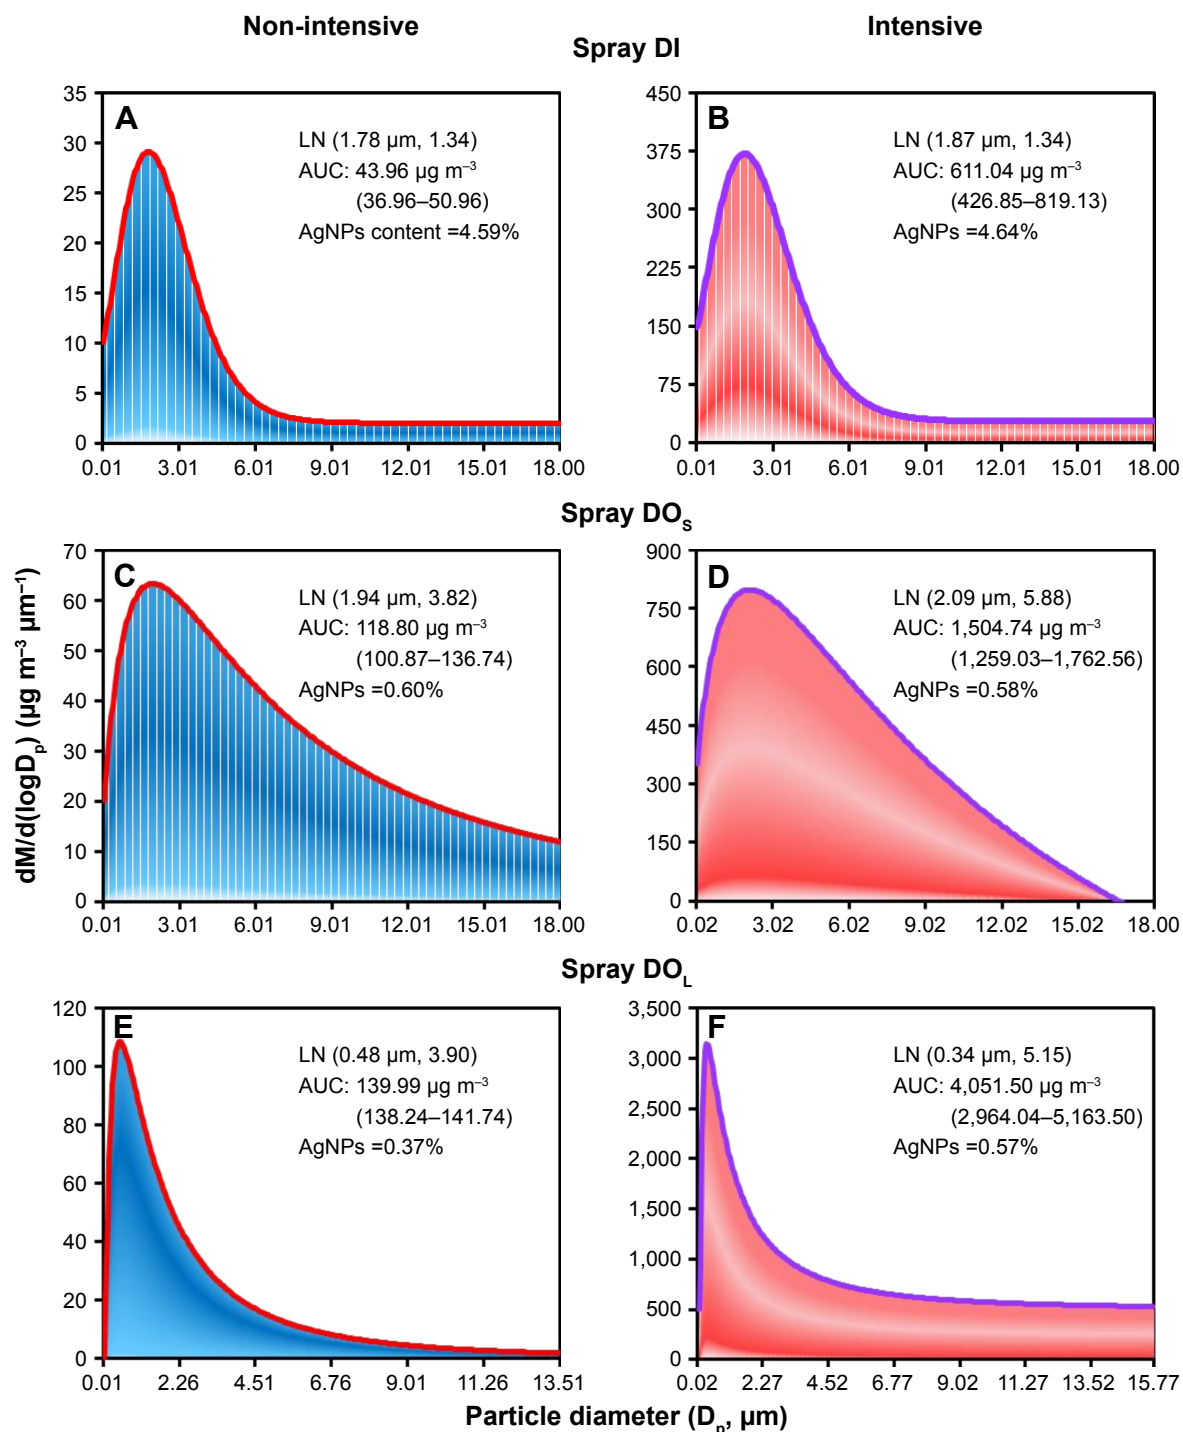 Non-intensive
Intensive
Spray DI
A
LN (1.78 µm, 1.34)
AUC: 43.96 µg m⁻³
(36.96–50.96)
AgNPs content =4.59%
35
30
25
20
15
10
5
0
0.01 3.01 6.01 9.01 12.01 15.01 18.00
B
LN (1.87 µm, 1.34)
AUC: 611.04 µg m⁻³
(426.85–819.13)
AgNPs =4.64%
450
375
300
225
150
75
0
0.01 3.01 6.01 9.01 12.01 15.01 18.00
Spray DOₛ
C
LN (1.94 µm, 3.82)
AUC: 118.80 µg m⁻³
(100.87–136.74)
AgNPs =0.60%
70
60
50
40
30
20
10
0
0.01 3.01 6.01 9.01 12.01 15.01 18.00
D
LN (2.09 µm, 5.88)
AUC: 1,504.74 µg m⁻³
(1,259.03–1,762.56)
AgNPs =0.58%
900
750
600
450
300
150
0
0.02 3.02 6.02 9.02 12.02 15.02 18.00
dM/d(logDₚ) (µg m⁻³ µm⁻¹)
Spray DO_L
E
LN (0.48 µm, 3.90)
AUC: 139.99 µg m⁻³
(138.24–141.74)
AgNPs =0.37%
120
100
80
60
40
20
0
0.01 2.26 4.51 6.76 9.01 11.26 13.51
F
LN (0.34 µm, 5.15)
AUC: 4,051.50 µg m⁻³
(2,964.04–5,163.50)
AgNPs =0.57%
3,500
3,000
2,500
2,000
1,500
1,000
500
0
0.02 2.27 4.52 6.77 9.02 11.27 13.52 15.77
Particle diameter (Dₚ, µm)